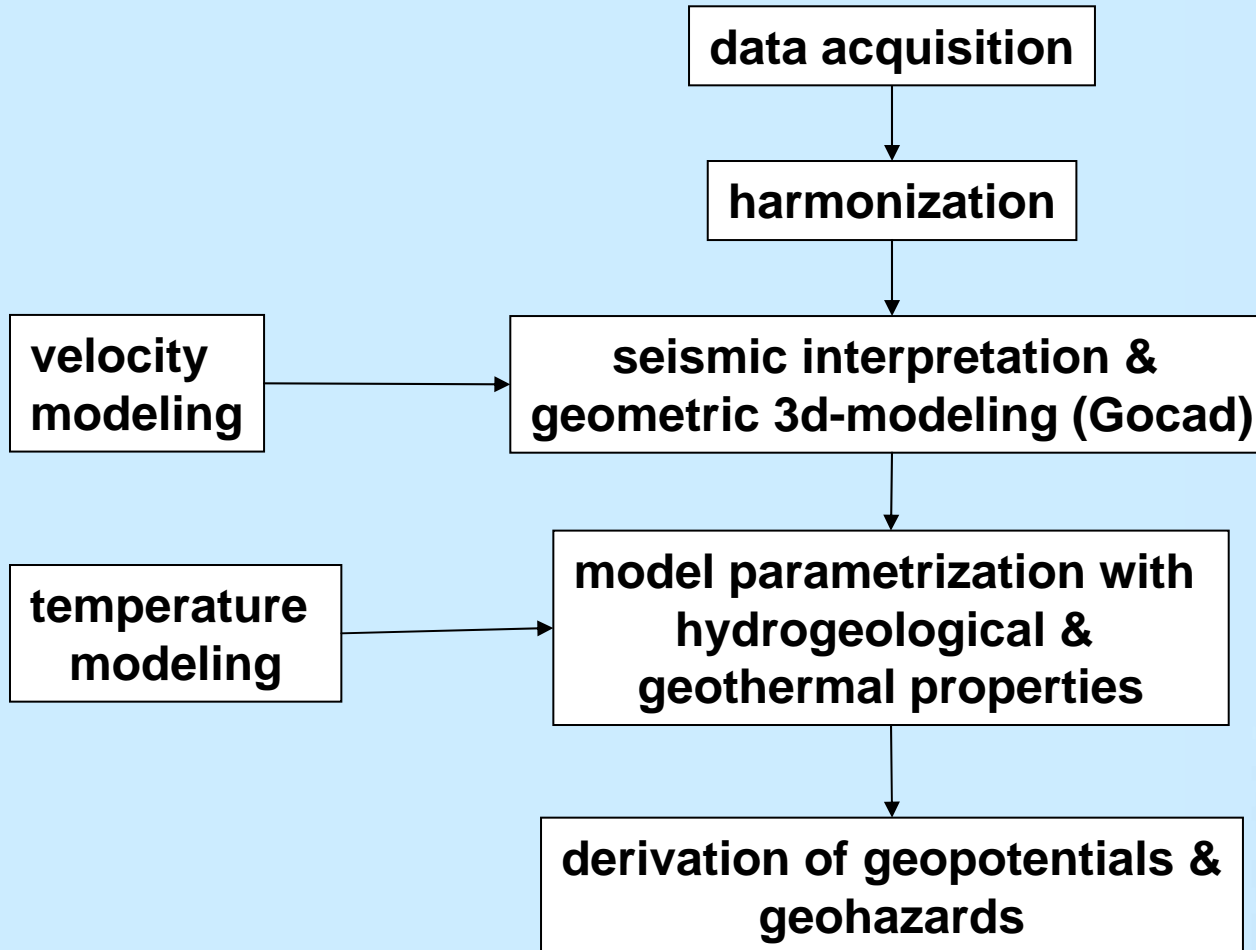 data acquisition
harmonization
velocity
modeling
seismic interpretation &
geometric 3d-modeling (Gocad)
temperature
modeling
model parametrization with
hydrogeological &
geothermal properties
derivation of geopotentials &
geohazards